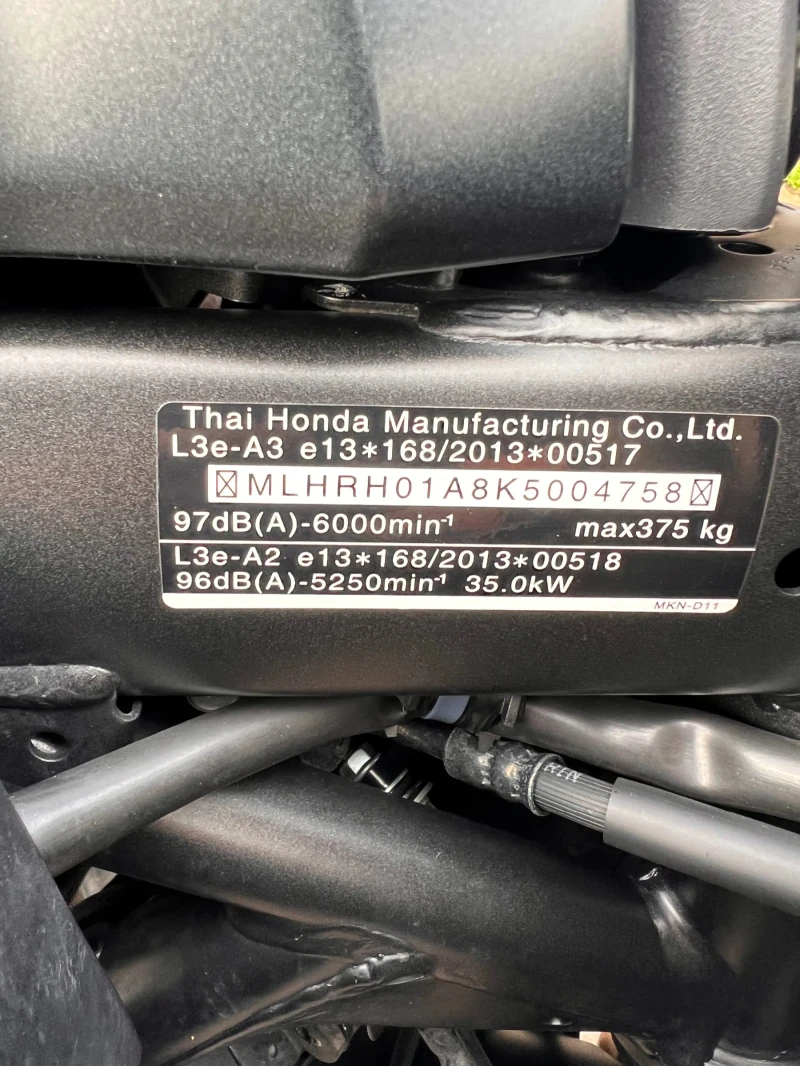 Thai Honda Manufacturing Co.,Ltd.
L3e-A3 e13*168/2013*00517
MLHRH01A8K5004758
97dB(A)-6000min⁻¹ max375 kg
L3e-A2 e13*168/2013*00518
96dB(A)-5250min⁻¹ 35.0kW
MKN-D11